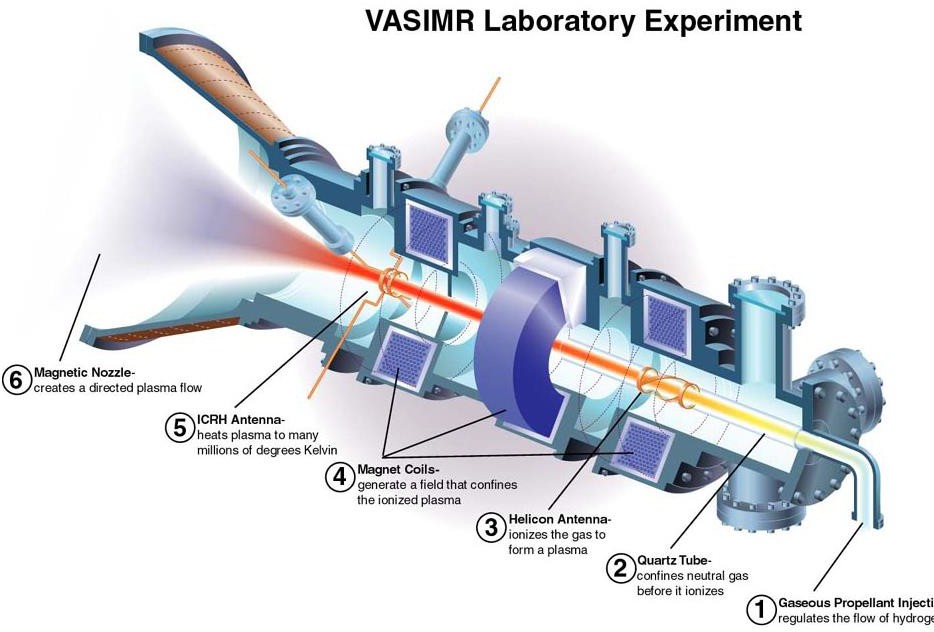 VASIMR Laboratory Experiment
6 Magnetic Nozzle-
creates a directed plasma flow
5 ICRH Antenna-
heats plasma to many
millions of degrees Kelvin
4 Magnet Coils-
generate a field that confines
the ionized plasma
3 Helicon Antenna-
ionizes the gas to
form a plasma
2 Quartz Tube-
confines neutral gas
before it ionizes
1 Gaseous Propellant Injecti
regulates the flow of hydroge